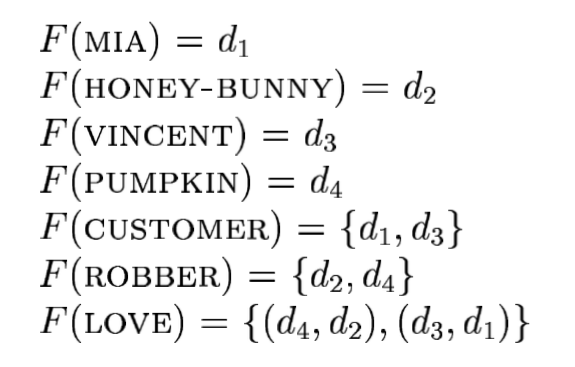 F(MIA) = d₁
F(HONEY-BUNNY) = d₂
F(VINCENT) = d₃
F(PUMPKIN) = d₄
F(CUSTOMER) = {d₁, d₃}
F(ROBBER) = {d₂, d₄}
F(LOVE) = {(d₄, d₂), (d₃, d₁)}